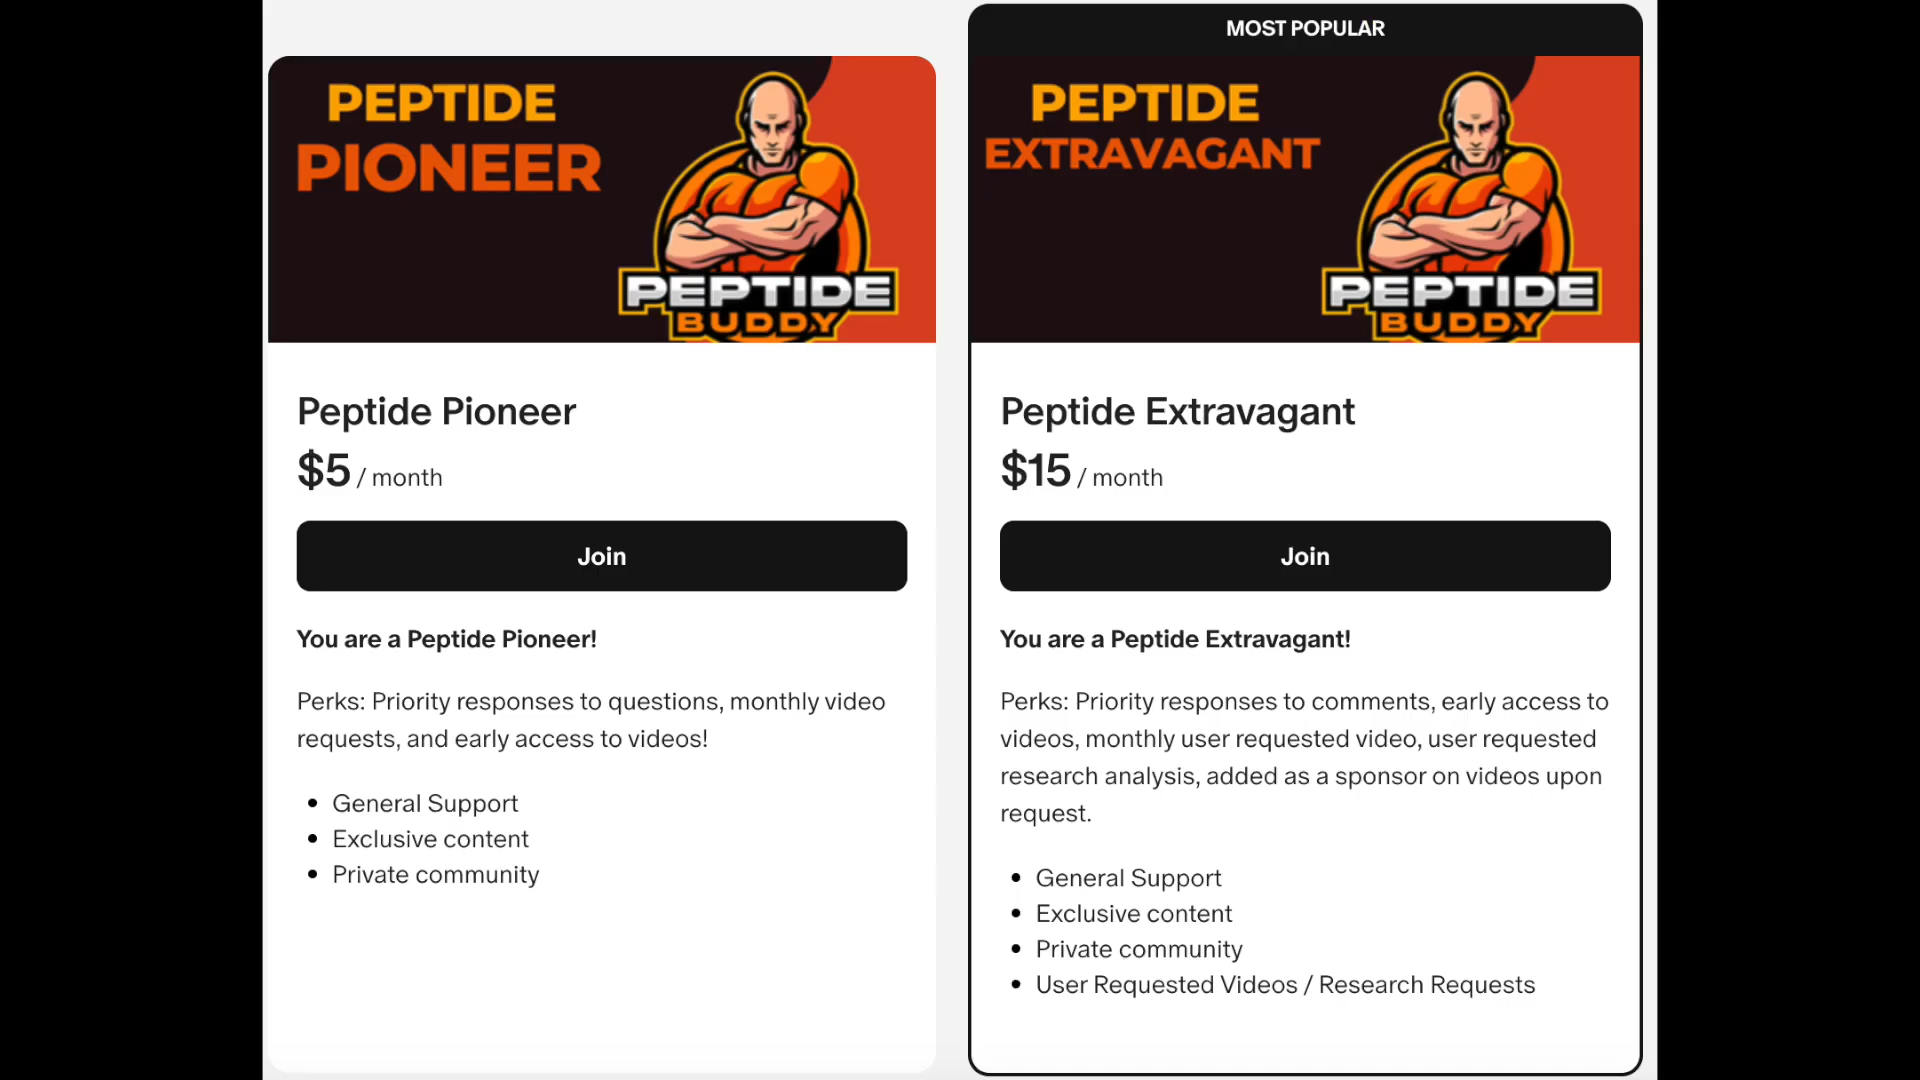 PEPTIDE
PIONEER
PEPTIDE
BUDDY
Peptide Pioneer
$5 / month
Join
You are a Peptide Pioneer!
Perks: Priority responses to questions, monthly video
requests, and early access to videos!
• General Support
• Exclusive content
• Private community
MOST POPULAR
PEPTIDE
EXTRAVAGANT
PEPTIDE
BUDDY
Peptide Extravagant
$15 / month
Join
You are a Peptide Extravagant!
Perks: Priority responses to comments, early access to
videos, monthly user requested video, user requested
research analysis, added as a sponsor on videos upon
request.
• General Support
• Exclusive content
• Private community
• User Requested Videos / Research Requests